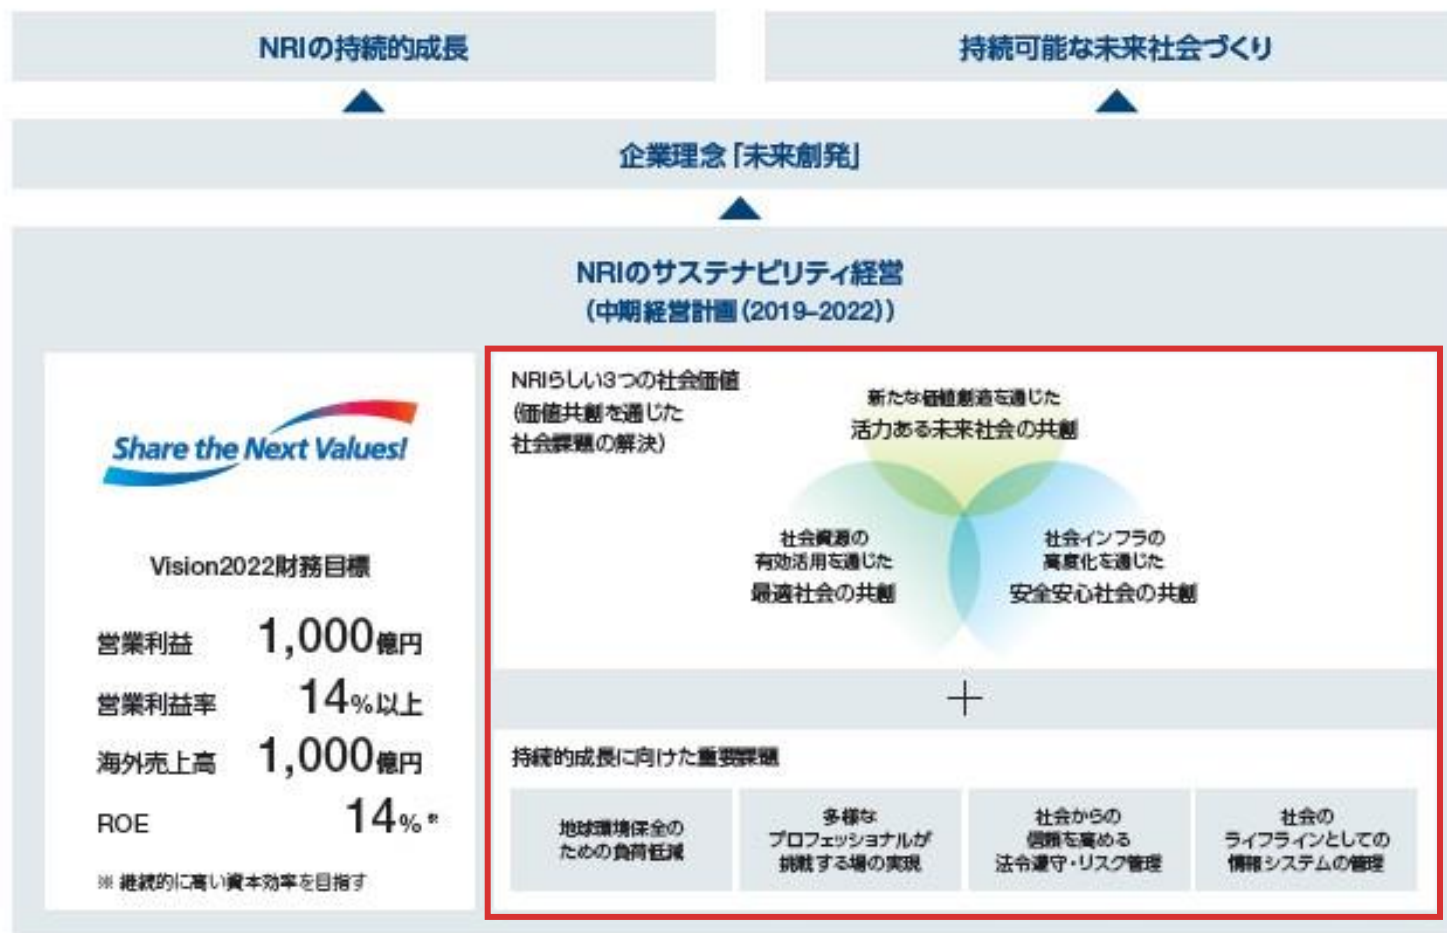 NRIの持続的成長
持続可能な未来社会づくり
企業理念「未来創発」
NRIのサステナビリティ経営
(中期経営計画(2019–2022))
Share the Next Values!
Vision2022財務目標
営業利益 1,000億円
営業利益率 14%以上
海外売上高 1,000億円
ROE 14%※
※ 継続的に高い資本効率を目指す
NRIらしい3つの社会価値
(価値共創を通じた
社会課題の解決)
新たな価値創造を通じた
活力ある未来社会の共創
社会資源の
有効活用を通じた
最適社会の共創
社会インフラの
高度化を通じた
安全安心社会の共創
+
持続的成長に向けた重要課題
地球環境保全の
ための負荷低減
多様な
プロフェッショナルが
挑戦する場の実現
社会からの
信頼を高める
法令遵守・リスク管理
社会の
ライフラインとしての
情報システムの管理